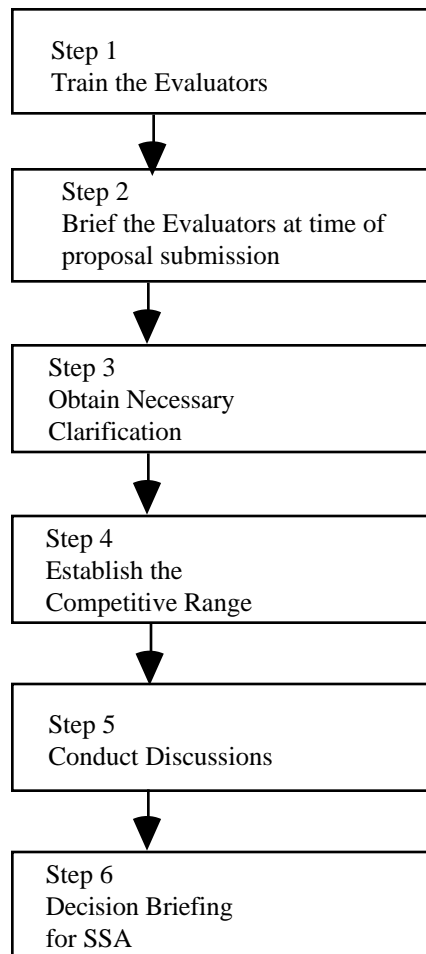 Step 1
Train the Evaluators
Step 2
Brief the Evaluators at time of
proposal submission
Step 3
Obtain Necessary
Clarification
Step 4
Establish the
Competitive Range
Step 5
Conduct Discussions
Step 6
Decision Briefing
for SSA